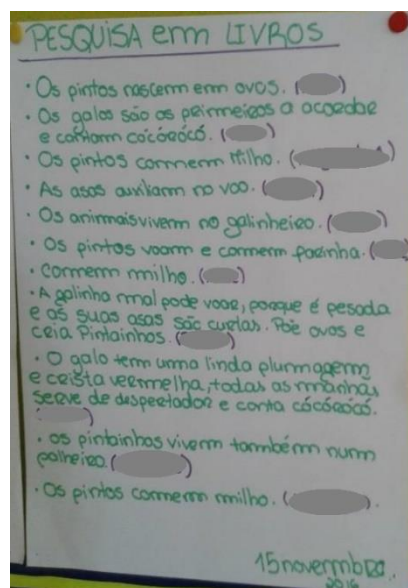 PESQUISA em LIVROS
• Os pintos nascem em ovos. ( )
• Os galos são os primeiros a acordar
e cantam cócórócó. ( )
• Os pintos comem milho. ( )
• As asas auxiliam no voo. ( )
• Os animais vivem no galinheiro. ( )
• Os pintos voam e comem farinha. (
• Comem milho. ( )
• A galinha mal pode voar, porque é pesada
e as suas asas são curtas. Põe ovos e
cria Pintainhos. ( )
• O galo tem uma linda plumagem
e crista vermelha, todas as manhãs
serve de despertador e canta cócórócó.
( )
• os pintainhos vivem também num
palheiro. ( )
• Os pintos comem milho. ( ).
15 novembro
2016